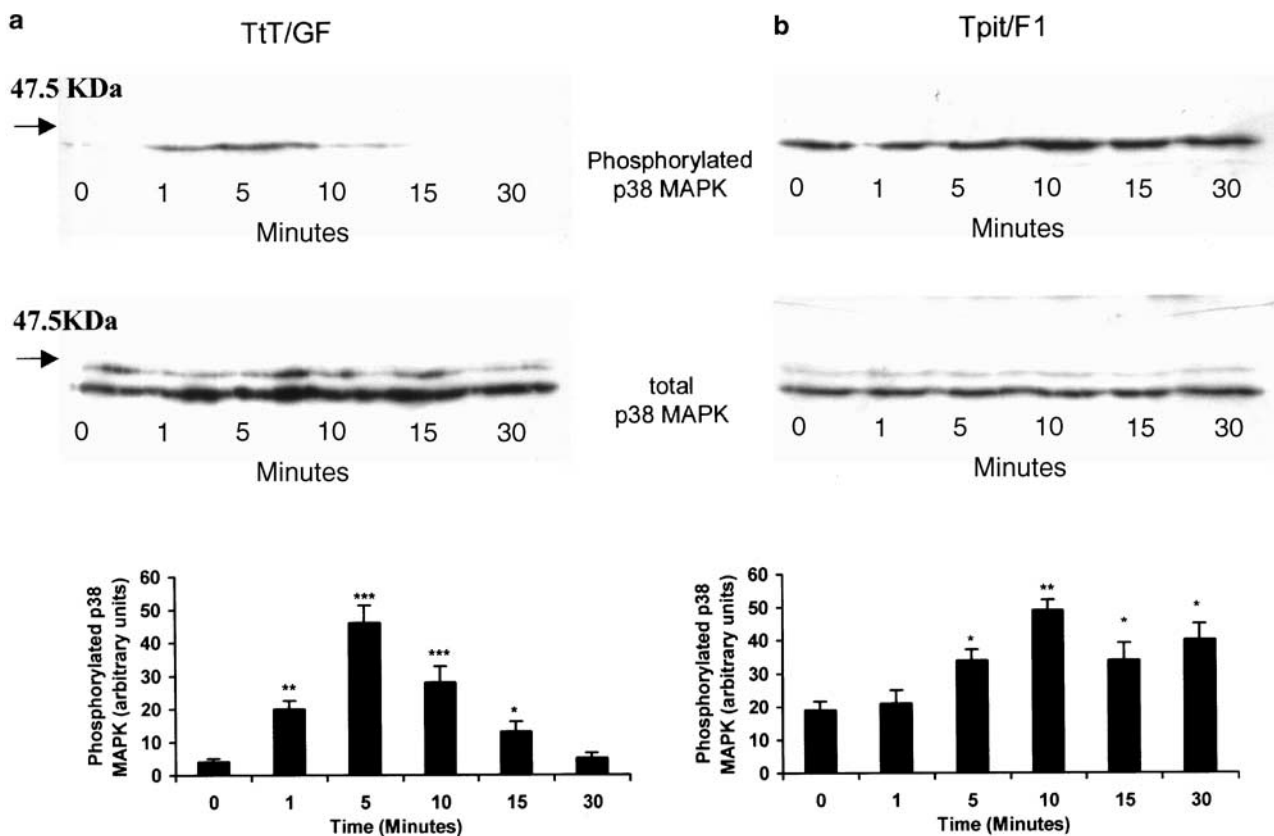 a
TtT/GF
b
Tpit/F1
47.5 KDa
0 1 5 10 15 30
Minutes
Phosphorylated
p38 MAPK
0 1 5 10 15 30
Minutes
47.5KDa
0 1 5 10 15 30
Minutes
total
p38 MAPK
0 1 5 10 15 30
Minutes
Phosphorylated p38
MAPK (arbitrary units)
60
50
40
30
20
10
0
** *** *** *
0 1 5 10 15 30
Time (Minutes)
Phosphorylated p38
MAPK (arbitrary units)
60
50
40
30
20
10
0
* ** * *
0 1 5 10 15 30
Time (Minutes)